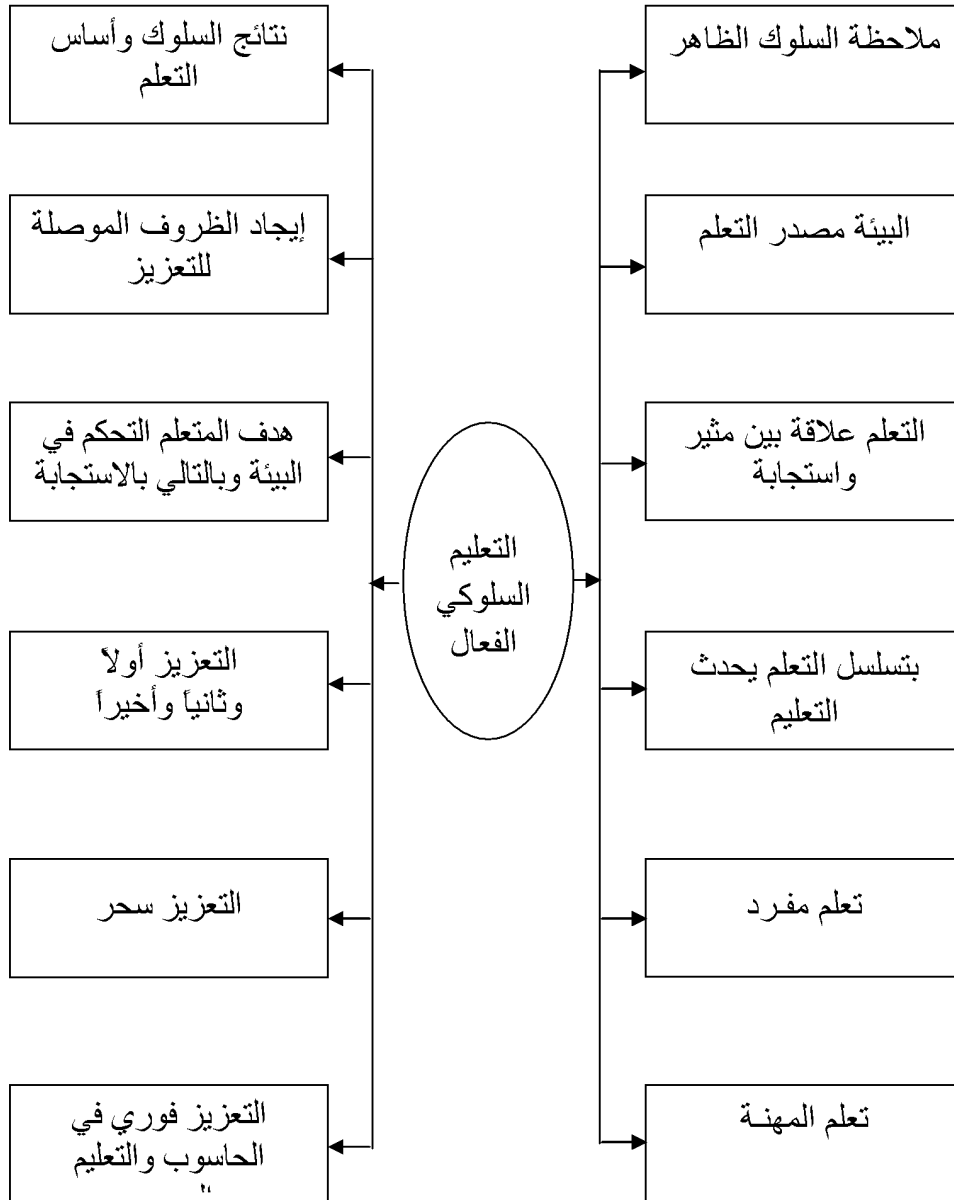 ملاحظة السلوك الظاهر
البيئة مصدر التعلم
التعلم علاقة بين مثير
واستجابة
بتسلسل التعلم يحدث
التعليم
تعلم مفـرد
تعلم المهنـة
التعليم
السلوكي
الفعال
نتائج السلوك وأساس
التعلم
إيجاد الظروف الموصلة
للتعزيز
هدف المتعلم التحكم في
البيئة وبالتالي بالاستجابة
التعزيز أولاً
وثانياً وأخيراً
التعزيز سحر
التعزيز فوري في
الحاسوب والتعليم